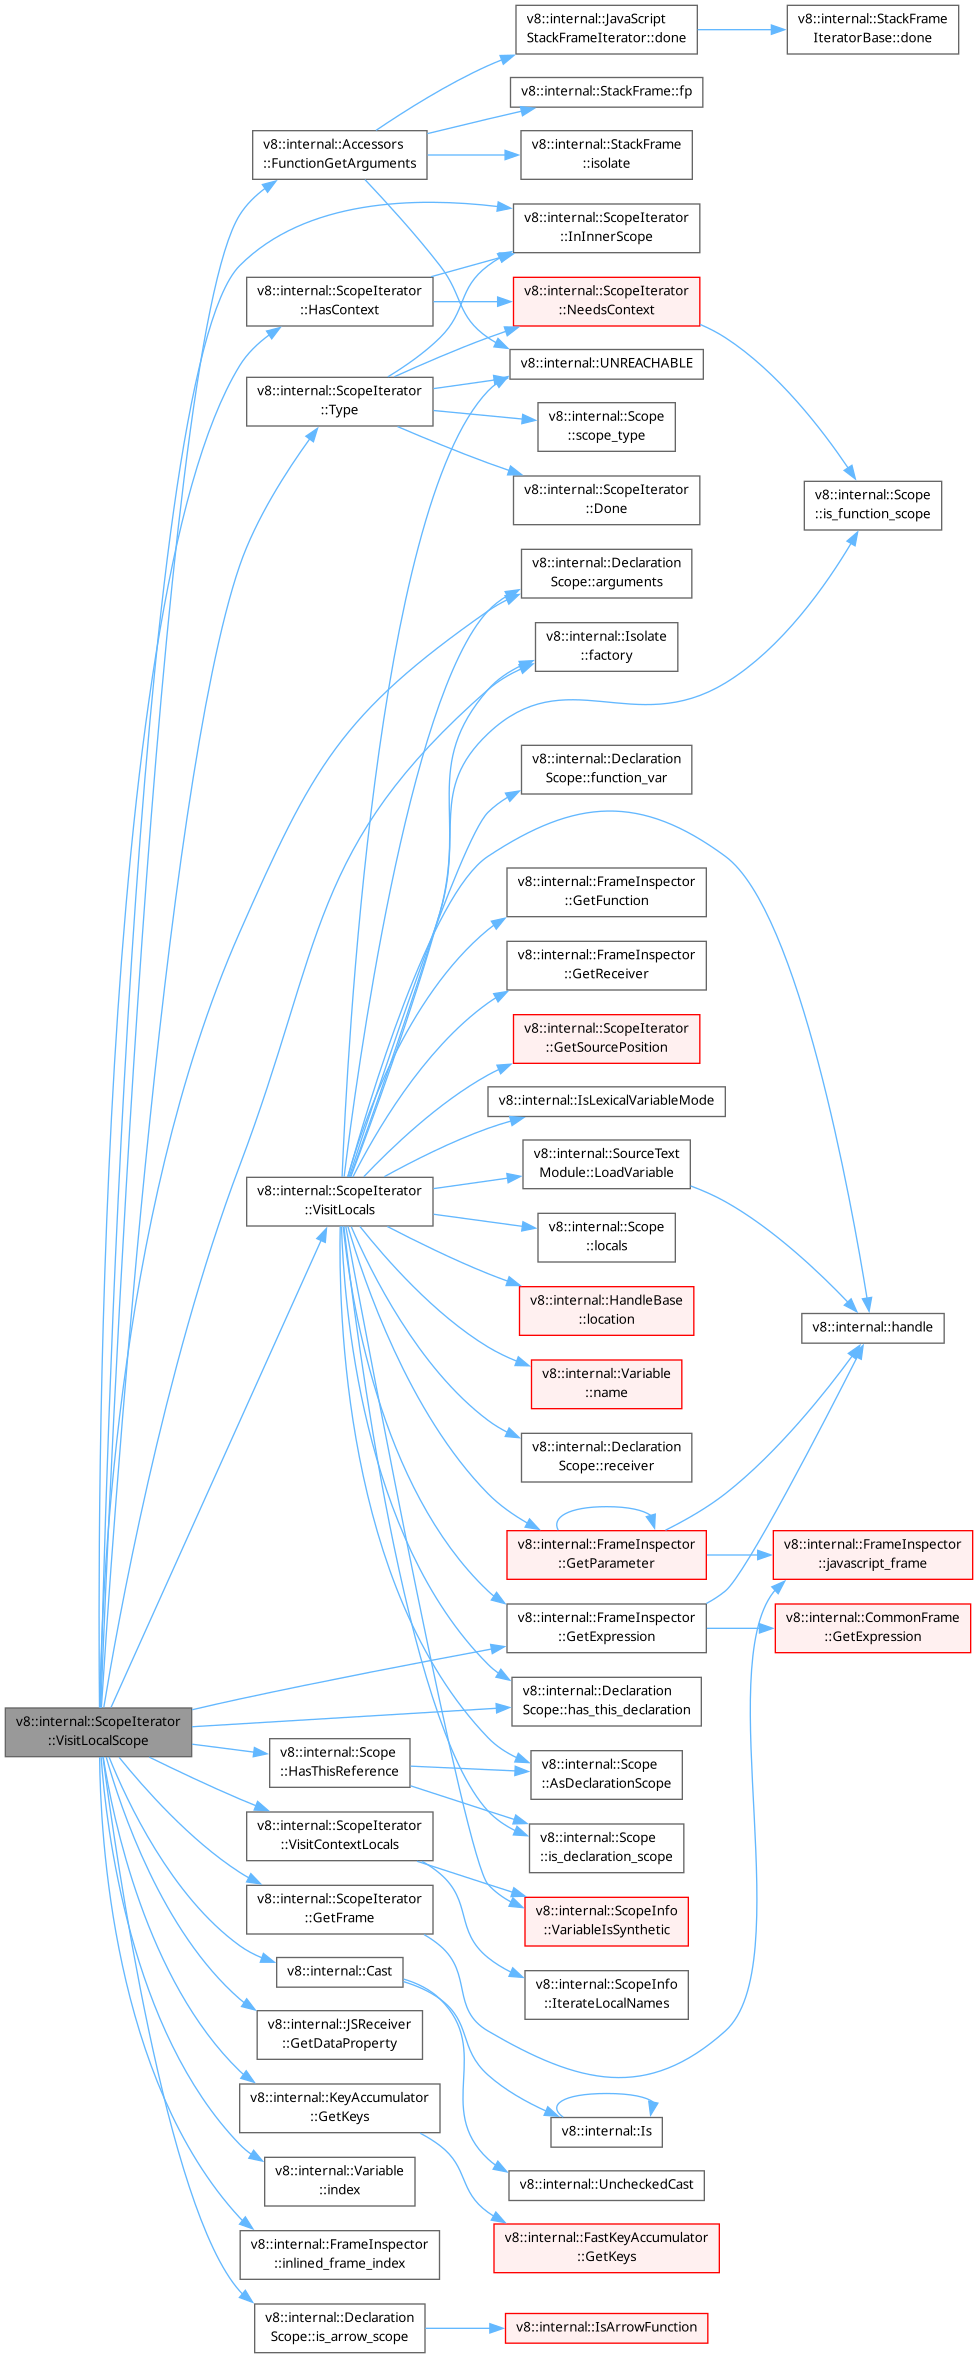 v8::internal::JavaScript
StackFrameIterator::done
v8::internal::StackFrame
IteratorBase::done
v8::internal::StackFrame::fp
v8::internal::Accessors
::FunctionGetArguments
v8::internal::StackFrame
::isolate
v8::internal::ScopeIterator
::InInnerScope
v8::internal::ScopeIterator
::HasContext
v8::internal::ScopeIterator
::NeedsContext
v8::internal::UNREACHABLE
v8::internal::ScopeIterator
::Type
v8::internal::Scope
::scope_type
v8::internal::ScopeIterator
::Done
v8::internal::Scope
::is_function_scope
v8::internal::Declaration
Scope::arguments
v8::internal::Isolate
::factory
v8::internal::Declaration
Scope::function_var
v8::internal::FrameInspector
::GetFunction
v8::internal::FrameInspector
::GetReceiver
v8::internal::ScopeIterator
::GetSourcePosition
v8::internal::IsLexicalVariableMode
v8::internal::SourceText
Module::LoadVariable
v8::internal::ScopeIterator
::VisitLocals
v8::internal::Scope
::locals
v8::internal::HandleBase
::location
v8::internal::handle
v8::internal::Variable
::name
v8::internal::Declaration
Scope::receiver
v8::internal::FrameInspector
::GetParameter
v8::internal::FrameInspector
::javascript_frame
v8::internal::FrameInspector
::GetExpression
v8::internal::CommonFrame
::GetExpression
v8::internal::Declaration
Scope::has_this_declaration
v8::internal::ScopeIterator
::VisitLocalScope
v8::internal::Scope
::HasThisReference
v8::internal::Scope
::AsDeclarationScope
v8::internal::ScopeIterator
::VisitContextLocals
v8::internal::Scope
::is_declaration_scope
v8::internal::ScopeIterator
::GetFrame
v8::internal::ScopeInfo
::VariableIsSynthetic
v8::internal::Cast
v8::internal::ScopeInfo
::IterateLocalNames
v8::internal::JSReceiver
::GetDataProperty
v8::internal::KeyAccumulator
::GetKeys
v8::internal::Is
v8::internal::Variable
::index
v8::internal::UncheckedCast
v8::internal::FrameInspector
::inlined_frame_index
v8::internal::FastKeyAccumulator
::GetKeys
v8::internal::Declaration
Scope::is_arrow_scope
v8::internal::IsArrowFunction